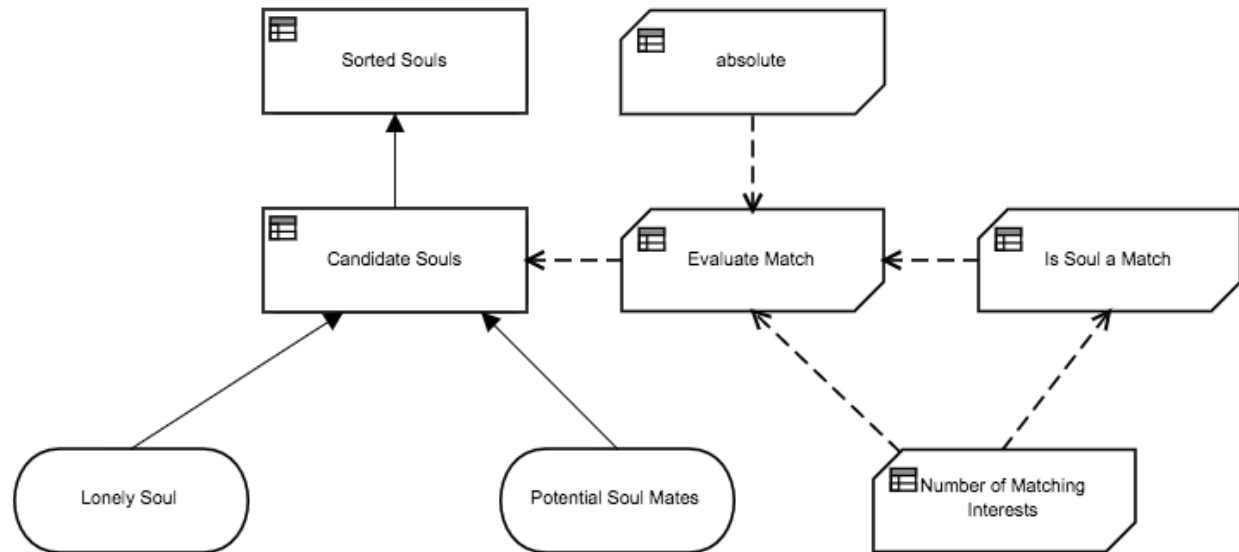 Sorted Souls
absolute
Candidate Souls
Evaluate Match
Is Soul a Match
Lonely Soul
Potential Soul Mates
Number of Matching
Interests